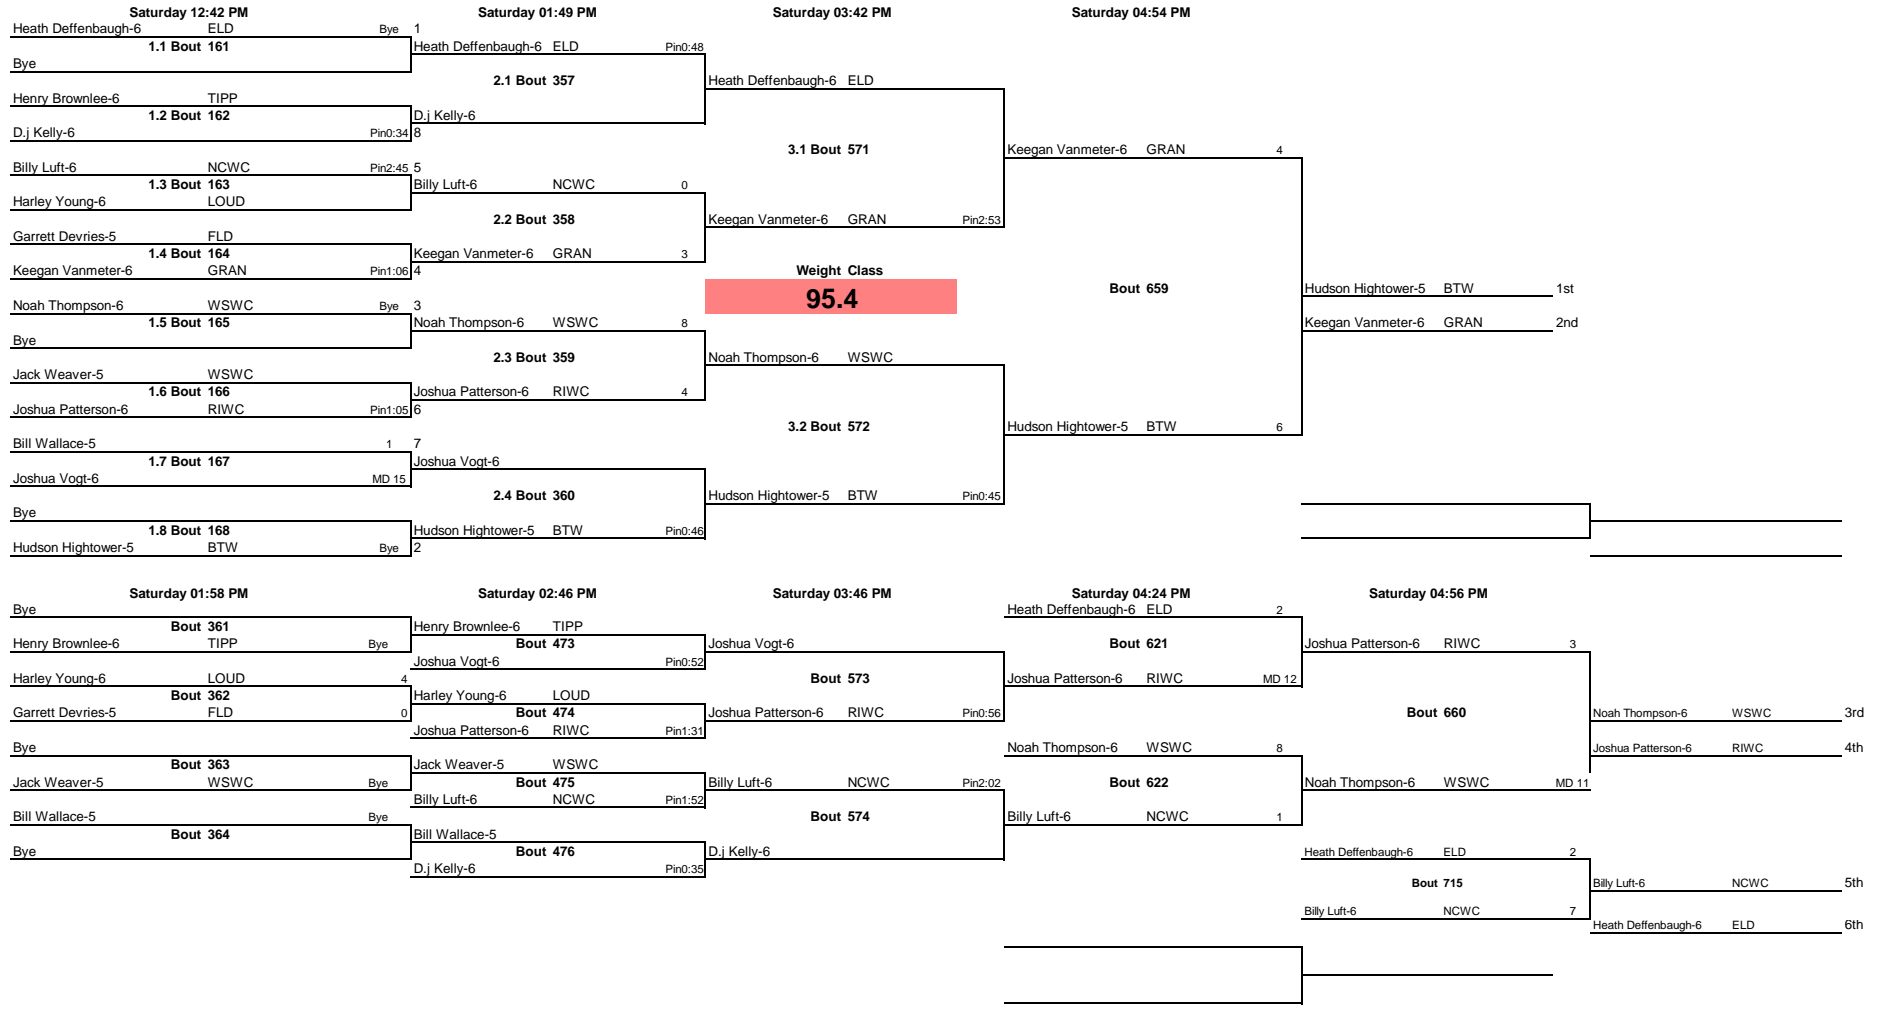 Saturday 12:42 PM Saturday 01:49 PM Saturday 03:42 PM Saturday 04:54 PM
Heath Deffenbaugh-6 ELD Bye 1
1.1 Bout 161 Heath Deffenbaugh-6 ELD Pin0:48
Bye
2.1 Bout 357 Heath Deffenbaugh-6 ELD
Henry Brownlee-6 TIPP
1.2 Bout 162 D.j Kelly-6
D.j Kelly-6 Pin0:34 8
3.1 Bout 571 Keegan Vanmeter-6 GRAN 4
Billy Luft-6 NCWC Pin2:45 5
1.3 Bout 163 Billy Luft-6 NCWC 0
Harley Young-6 LOUD
2.2 Bout 358 Keegan Vanmeter-6 GRAN Pin2:53
Garrett Devries-5 FLD
1.4 Bout 164 Keegan Vanmeter-6 GRAN 3
Keegan Vanmeter-6 GRAN Pin1:06 4 Weight Class
95.4 Bout 659 Hudson Hightower-5 BTW 1st
Noah Thompson-6 WSWC Bye 3
1.5 Bout 165 Noah Thompson-6 WSWC 8 Keegan Vanmeter-6 GRAN 2nd
Bye
2.3 Bout 359 Noah Thompson-6 WSWC
Jack Weaver-5 WSWC
1.6 Bout 166 Joshua Patterson-6 RIWC 4
Joshua Patterson-6 RIWC Pin1:05 6
3.2 Bout 572 Hudson Hightower-5 BTW 6
Bill Wallace-5 1 7
1.7 Bout 167 Joshua Vogt-6
Joshua Vogt-6 MD 15
2.4 Bout 360 Hudson Hightower-5 BTW Pin0:45
Bye
1.8 Bout 168 Hudson Hightower-5 BTW Pin0:46
Hudson Hightower-5 BTW Bye 2
Saturday 01:58 PM Saturday 02:46 PM Saturday 03:46 PM Saturday 04:24 PM Saturday 04:56 PM
Bye Heath Deffenbaugh-6 ELD 2
Bout 361 Henry Brownlee-6 TIPP
Henry Brownlee-6 TIPP Bye Bout 473 Joshua Vogt-6 Bout 621 Joshua Patterson-6 RIWC 3
Joshua Vogt-6 Pin0:52
Harley Young-6 LOUD 4 Bout 573 Joshua Patterson-6 RIWC MD 12
Bout 362 Harley Young-6 LOUD
Garrett Devries-5 FLD 0 Bout 474 Joshua Patterson-6 RIWC Pin0:56 Bout 660 Noah Thompson-6 WSWC 3rd
Joshua Patterson-6 RIWC Pin1:31
Bye Noah Thompson-6 WSWC 8 Joshua Patterson-6 RIWC 4th
Bout 363 Jack Weaver-5 WSWC
Jack Weaver-5 WSWC Bye Bout 475 Billy Luft-6 NCWC Pin2:02 Bout 622 Noah Thompson-6 WSWC MD 11
Billy Luft-6 NCWC Pin1:52
Bill Wallace-5 Bye Bout 574 Billy Luft-6 NCWC 1
Bout 364 Bill Wallace-5
Bye Bout 476 D.j Kelly-6 Heath Deffenbaugh-6 ELD 2
D.j Kelly-6 Pin0:35
Bout 715 Billy Luft-6 NCWC 5th
Billy Luft-6 NCWC 7
Heath Deffenbaugh-6 ELD 6th